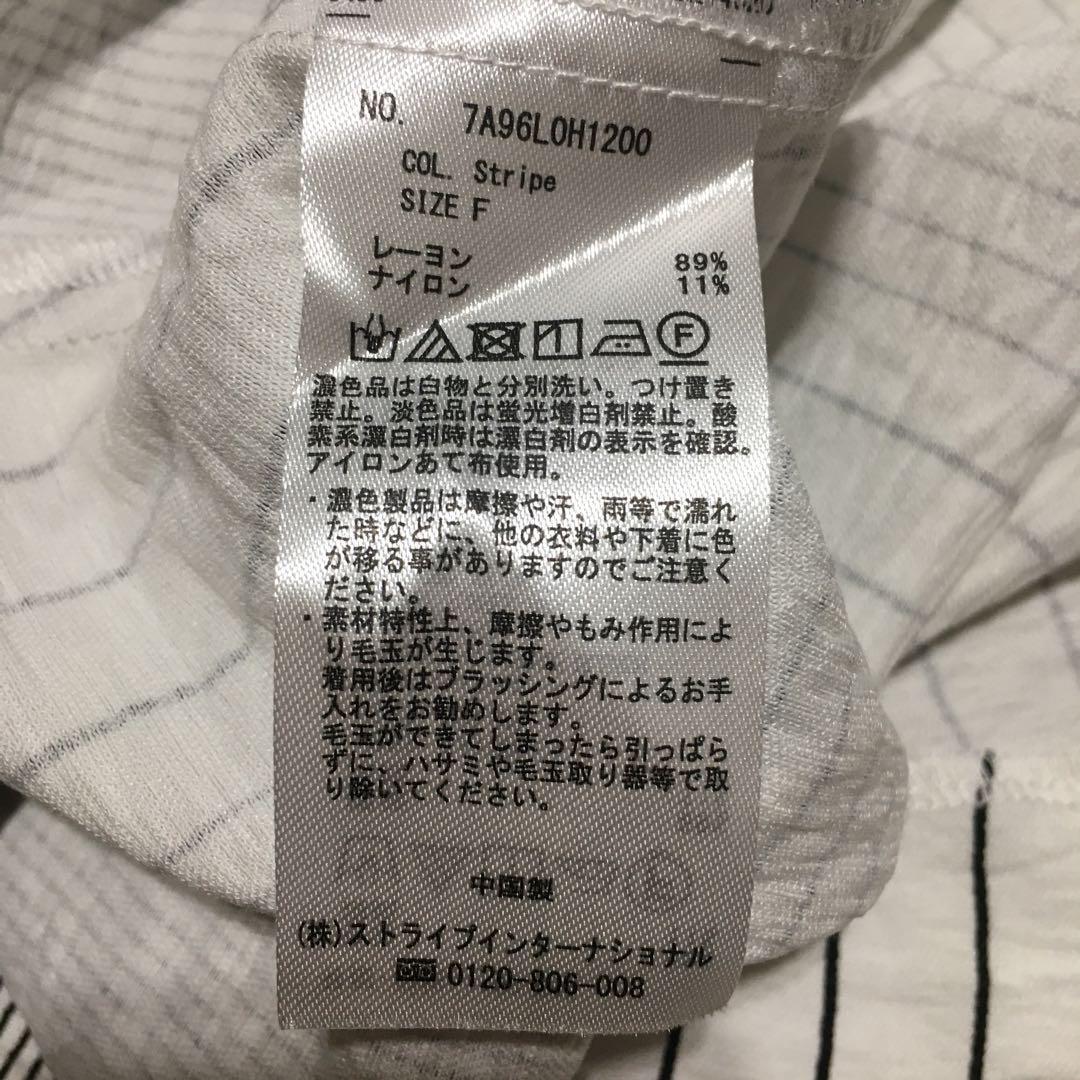 NO. 7A96L0H1200
COL. Stripe
SIZE F
レーヨン 89%
ナイロン 11%
F
濃色品は白物と分別洗い。つけ置き
禁止。淡色品は蛍光増白剤禁止。酸
素系漂白剤時は漂白剤の表示を確認。
アイロンあて布使用。
・濃色製品は摩擦や汗、雨等で濡れ
た時などに、他の衣料や下着に色
が移る事がありますのでご注意く
ださい。
・素材特性上、摩擦やもみ作用によ
り毛玉が生じます。
着用後はブラッシングによるお手
入れをお勧めします。
毛玉ができてしまったら引っぱら
ずに、ハサミや毛玉取り器等で取
り除いてください。
中国製
(株)ストライプインターナショナル
0120-806-008